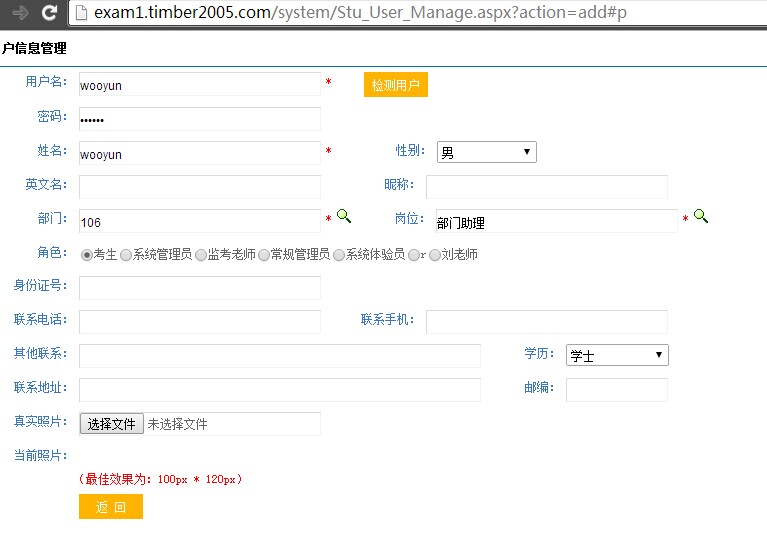 exam1.timber2005.com/system/Stu_User_Manage.aspx?action=add#p
户信息管理
用户名： wooyun * 检测用户
密码： ••••••
姓名： wooyun * 性别： 男
英文名： 昵称：
部门： 106 * 岗位： 部门助理 *
角色： 考生 系统管理员 监考老师 常规管理员 系统体验员 r 刘老师
身份证号：
联系电话： 联系手机：
其他联系： 学历： 学士
联系地址： 邮编：
真实照片： 选择文件 未选择文件
当前照片：
（最佳效果为：100px * 120px）
返 回